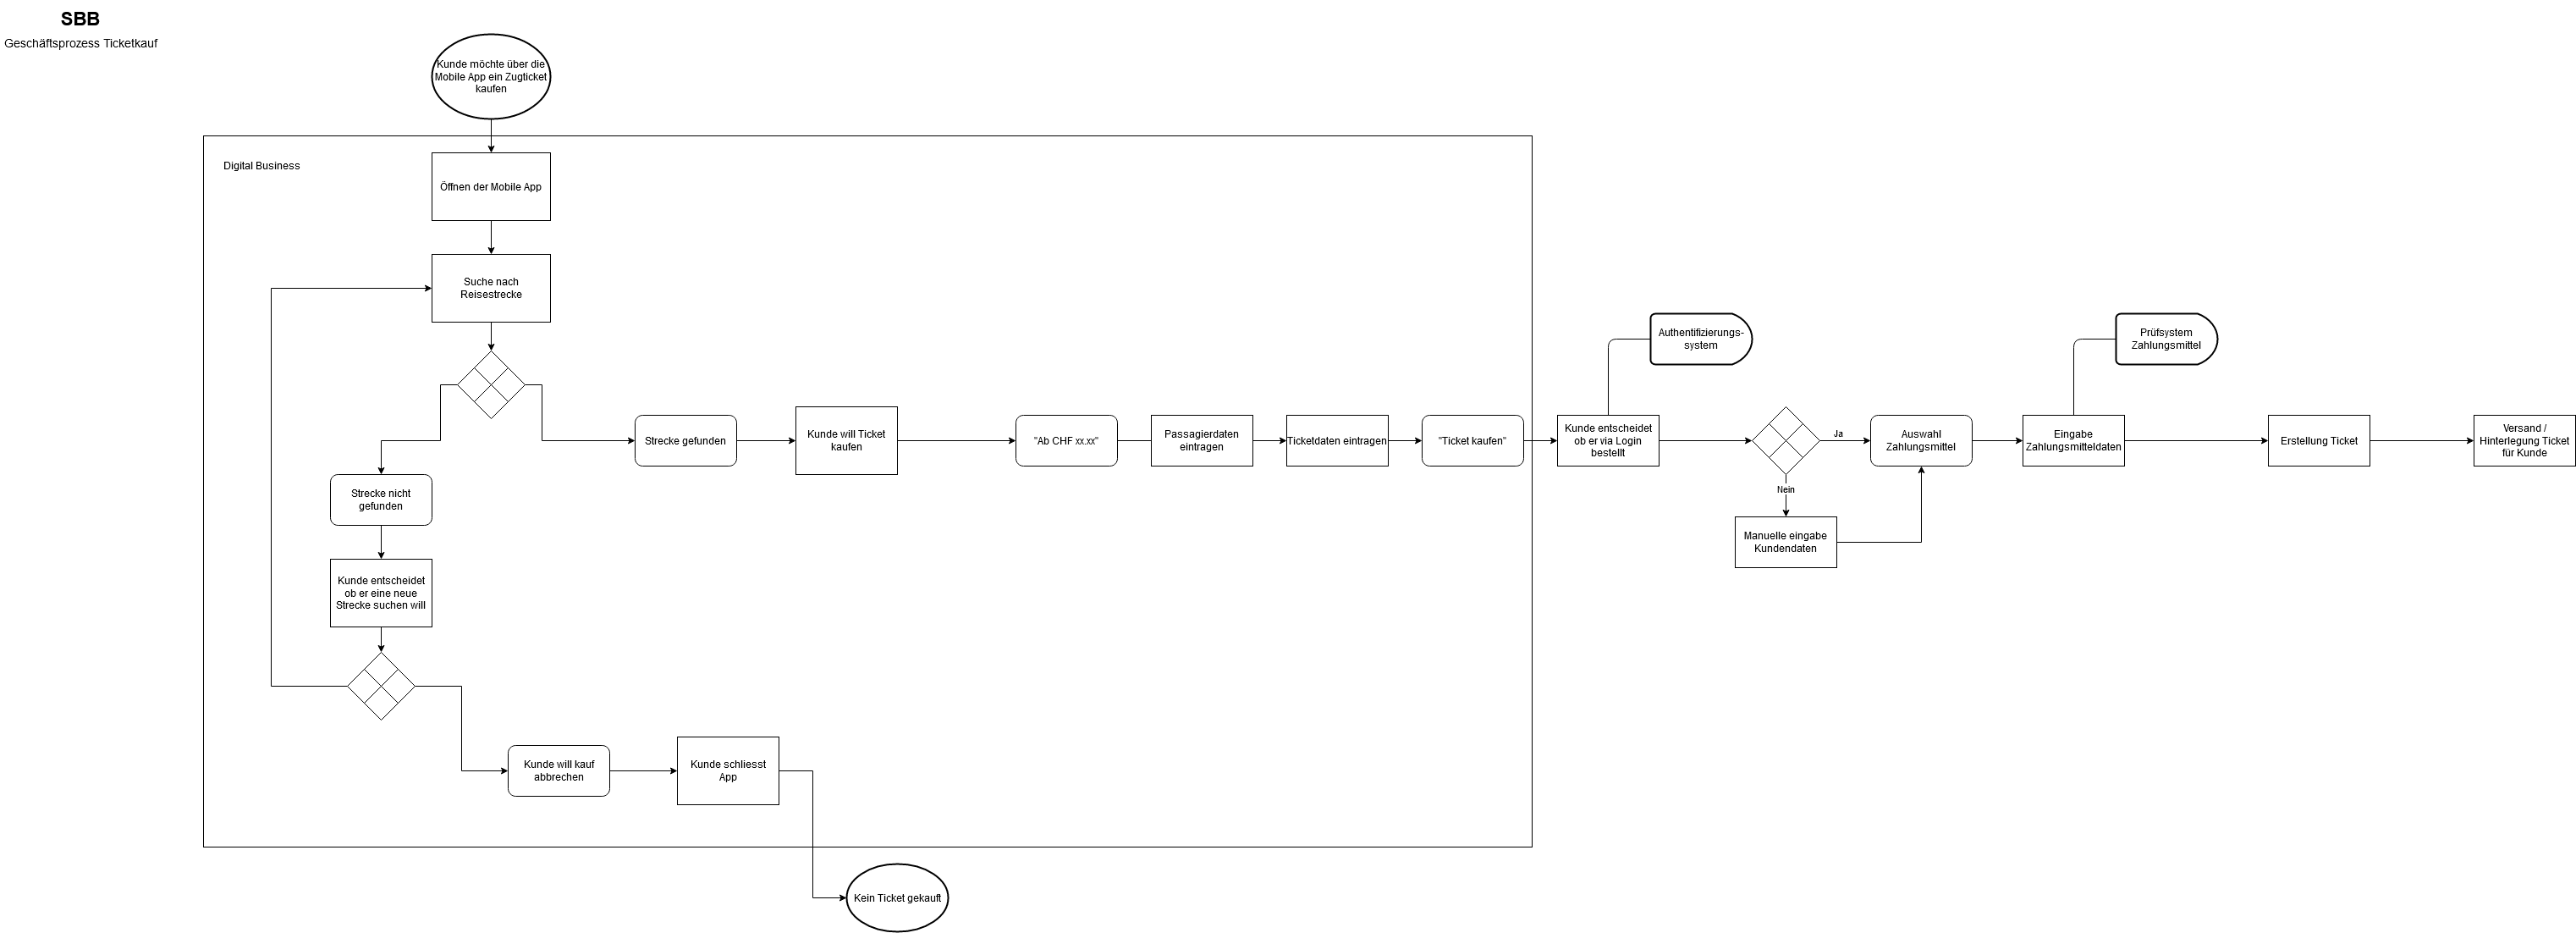 SBB
Geschäftsprozess Ticketkauf
Kunde möchte über die
Mobile App ein Zugticket
kaufen
Digital Business
Öffnen der Mobile App
Suche nach
Reisestrecke
Strecke gefunden
Kunde will Ticket
kaufen
"Ab CHF xx.xx"
Passagierdaten
eintragen
Ticketdaten eintragen
"Ticket kaufen"
Kunde entscheidet
ob er via Login
bestellt
Authentifizierungs-
system
Ja
Nein
Manuelle eingabe
Kundendaten
Auswahl
Zahlungsmittel
Eingabe
Zahlungsmitteldaten
Prüfsystem
Zahlungsmittel
Erstellung Ticket
Versand /
Hinterlegung Ticket
für Kunde
Strecke nicht
gefunden
Kunde entscheidet
ob er eine neue
Strecke suchen will
Kunde will kauf
abbrechen
Kunde schliesst
App
Kein Ticket gekauft